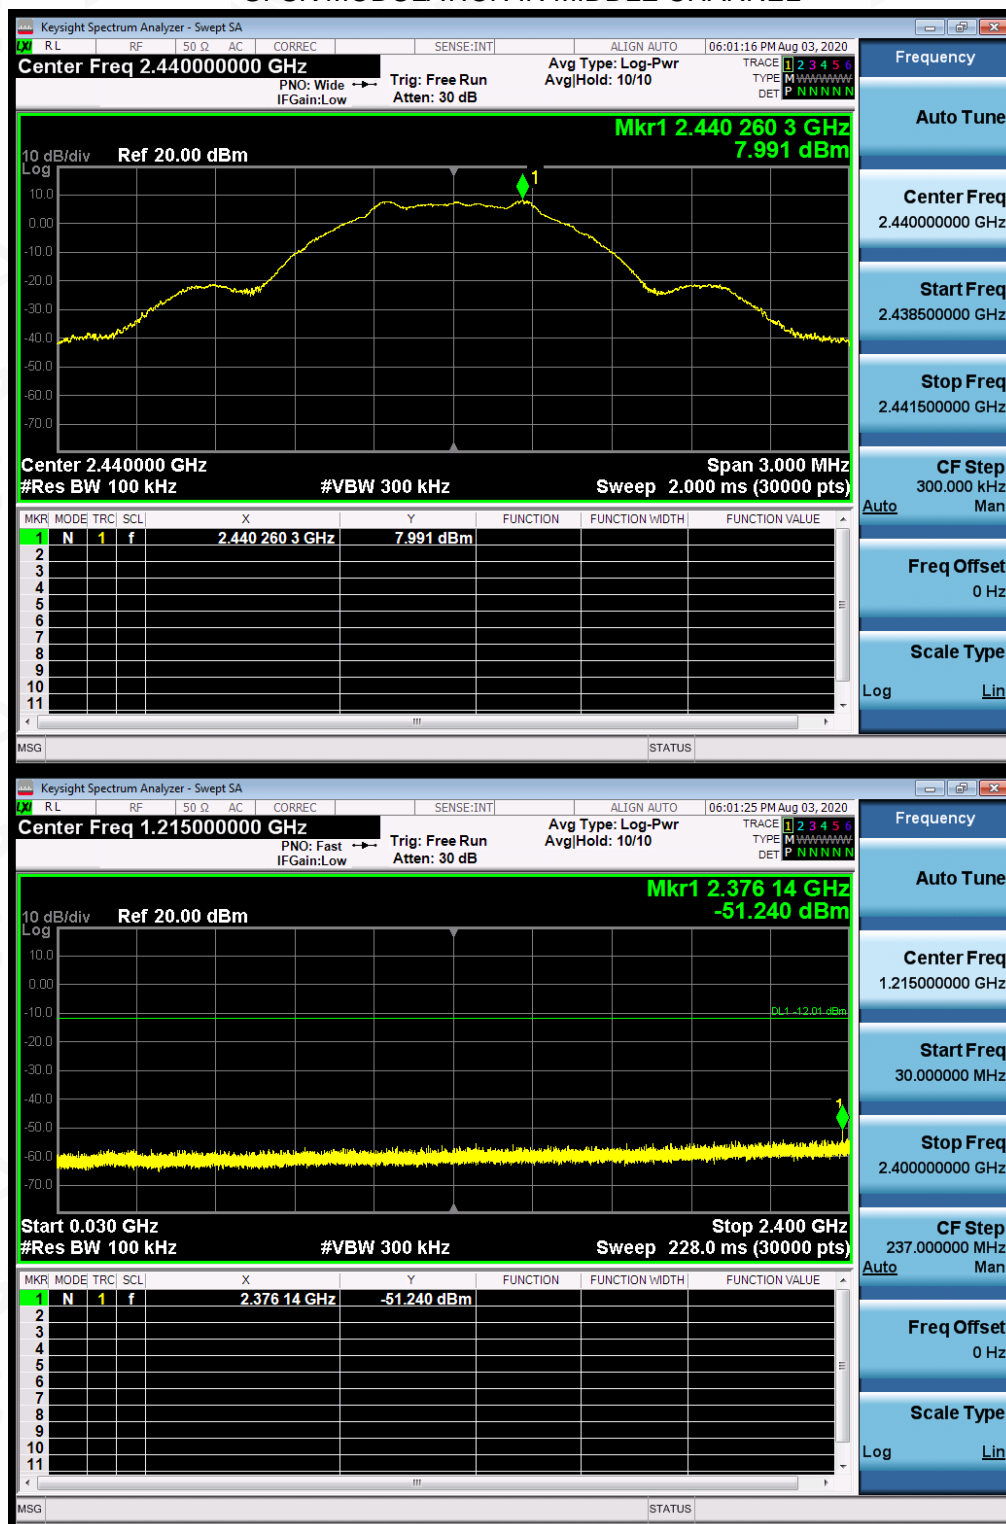 MODULATION IN MIDDLE CHANNEL
Keysight Spectrum Analyzer - Swept SA
LXI RL RF 50 Ω AC CORREC SENSE:INT ALIGN AUTO 06:01:16 PM Aug 03, 2020
Center Freq 2.440000000 GHz
PNO: Wide
IFGain:Low
Trig: Free Run
Atten: 30 dB
Avg Type: Log-Pwr
Avg|Hold: 10/10
TRACE 1 2 3 4 5 6
TYPE M WWWWW
DET P N N N N N
Mkr1 2.440 260 3 GHz
7.991 dBm
10 dB/div Ref 20.00 dBm
Log
10.0
0.00
-10.0
-20.0
-30.0
-40.0
-50.0
-60.0
-70.0
1
Center 2.440000 GHz Span 3.000 MHz
#Res BW 100 kHz #VBW 300 kHz Sweep 2.000 ms (30000 pts)
MKR MODE TRC SCL X Y FUNCTION FUNCTION WIDTH FUNCTION VALUE
1 N 1 f 2.440 260 3 GHz 7.991 dBm
2
3
4
5
6
7
8
9
10
11
MSG STATUS
Frequency
Auto Tune
Center Freq
2.440000000 GHz
Start Freq
2.438500000 GHz
Stop Freq
2.441500000 GHz
CF Step
300.000 kHz
Auto Man
Freq Offset
0 Hz
Scale Type
Log Lin
Keysight Spectrum Analyzer - Swept SA
LXI RL RF 50 Ω AC CORREC SENSE:INT ALIGN AUTO 06:01:25 PM Aug 03, 2020
Center Freq 1.215000000 GHz
PNO: Fast
IFGain:Low
Trig: Free Run
Atten: 30 dB
Avg Type: Log-Pwr
Avg|Hold: 10/10
TRACE 1 2 3 4 5 6
TYPE M WWWWW
DET P N N N N N
Mkr1 2.376 14 GHz
-51.240 dBm
10 dB/div Ref 20.00 dBm
Log
10.0
0.00
-10.0
-20.0
-30.0
-40.0
-50.0
-60.0
-70.0
DL1 -12.01 dBm
1
Start 0.030 GHz Stop 2.400 GHz
#Res BW 100 kHz #VBW 300 kHz Sweep 228.0 ms (30000 pts)
MKR MODE TRC SCL X Y FUNCTION FUNCTION WIDTH FUNCTION VALUE
1 N 1 f 2.376 14 GHz -51.240 dBm
2
3
4
5
6
7
8
9
10
11
MSG STATUS
Frequency
Auto Tune
Center Freq
1.215000000 GHz
Start Freq
30.000000 MHz
Stop Freq
2.400000000 GHz
CF Step
237.000000 MHz
Auto Man
Freq Offset
0 Hz
Scale Type
Log Lin